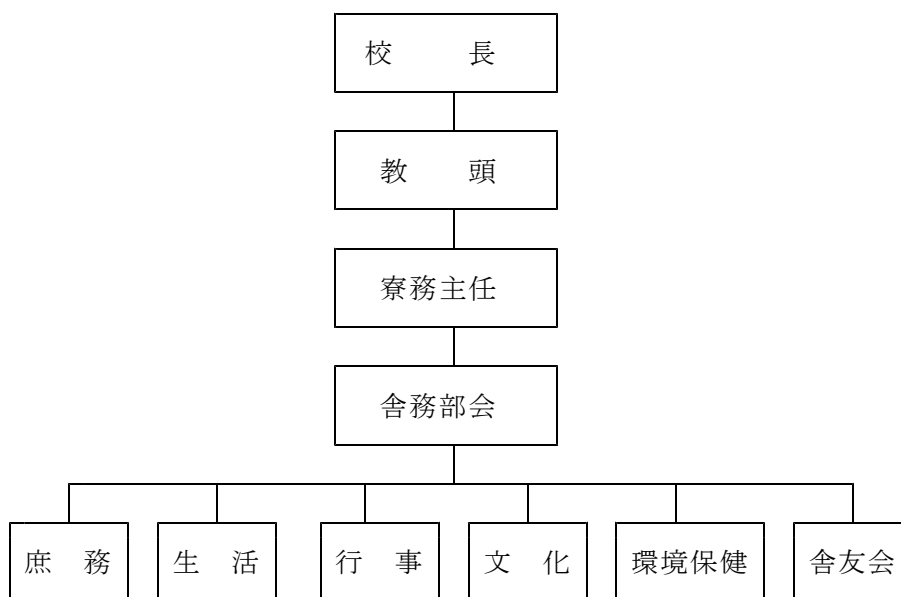 校長
教頭
寮務主任
舎務部会
庶務 生活 行事 文化 環境保健 舎友会